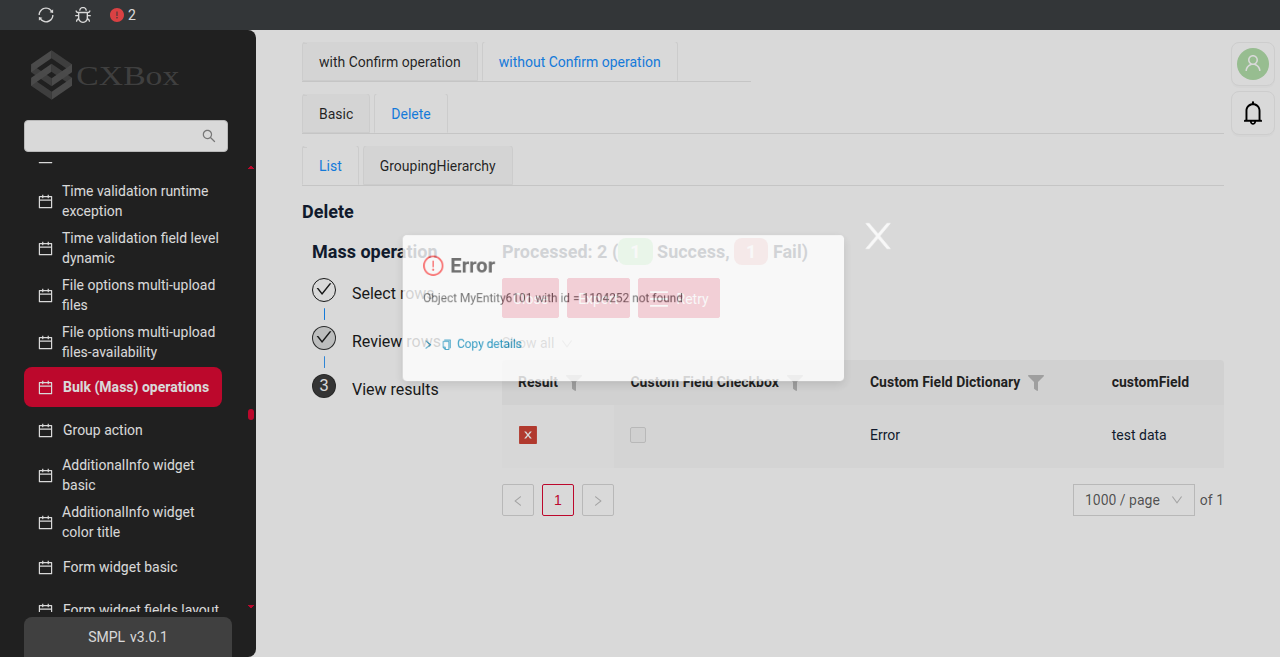 2
CXBox
Time validation runtime
exception
Time validation field level
dynamic
File options multi-upload
files
File options multi-upload
files-availability
Bulk (Mass) operations
Group action
AdditionalInfo widget
basic
AdditionalInfo widget
color title
Form widget basic
Form widget fields layout
SMPL v3.0.1
with Confirm operation
without Confirm operation
Basic
Delete
List
GroupingHierarchy
Delete
Mass operation
Select rows
Review rows
3 View results
Processed: 2 ( 1 Success, 1 Fail)
X
Error
Object MyEntity6101 with id = 1104252 not found
Copy details
Result
Custom Field Checkbox
Custom Field Dictionary
customField
x
Error
test data
< 1 >
1000 / page
of 1